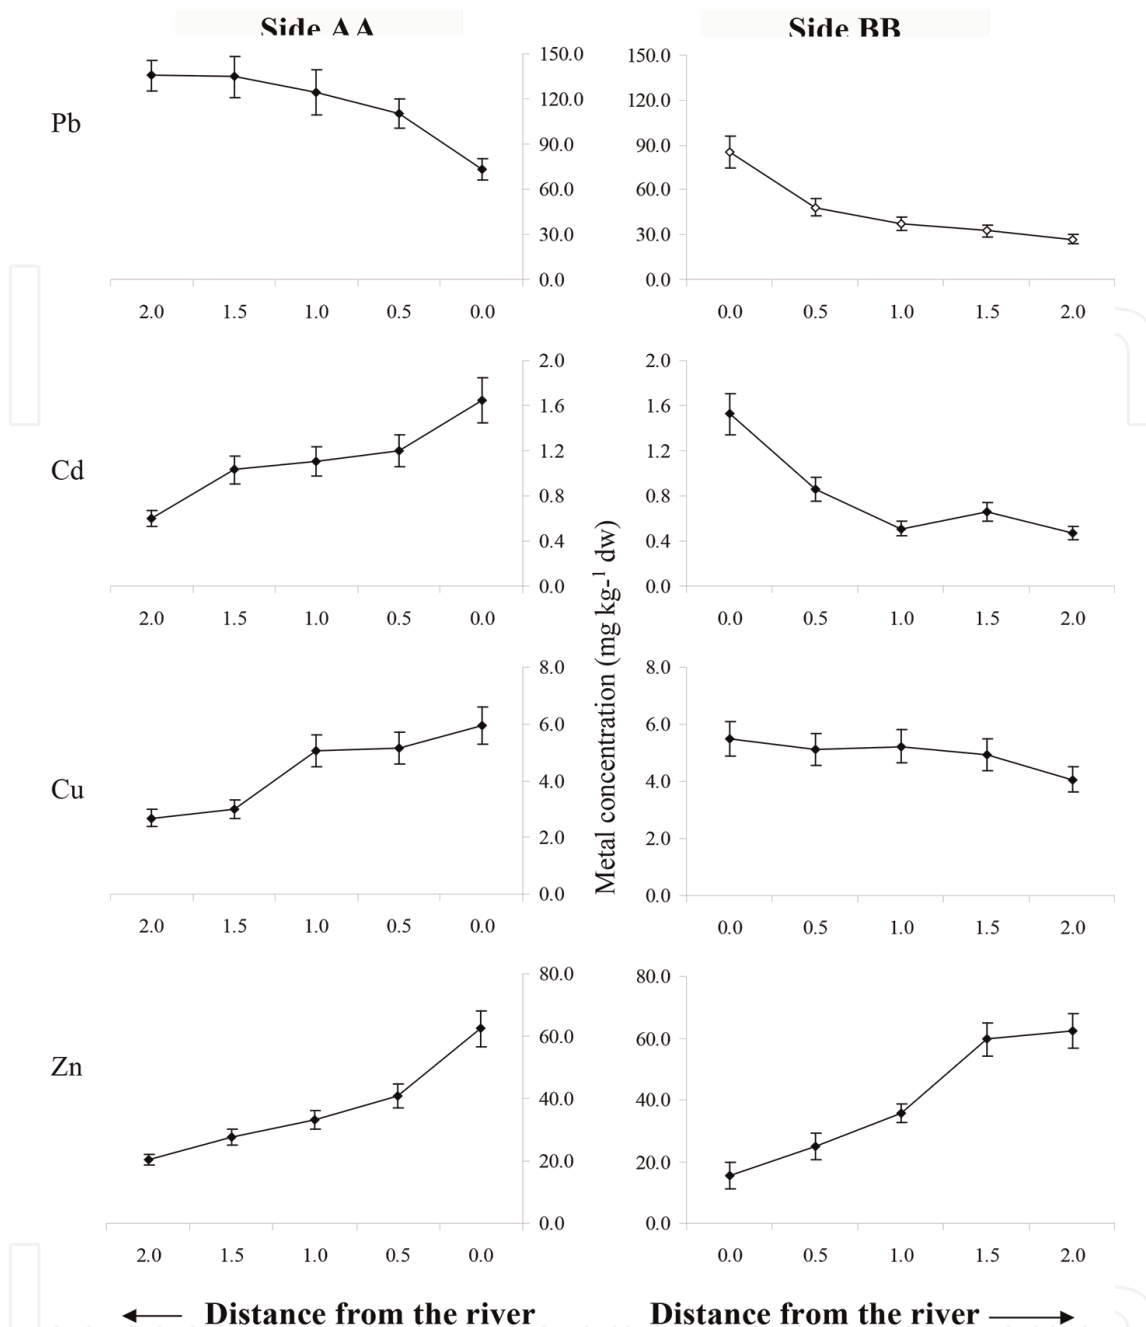 Side AA Side BB
Pb
150.0
120.0
90.0
60.0
30.0
0.0
2.0 1.5 1.0 0.5 0.0
150.0
120.0
90.0
60.0
30.0
0.0
0.0 0.5 1.0 1.5 2.0
Cd
2.0
1.6
1.2
0.8
0.4
0.0
2.0 1.5 1.0 0.5 0.0
2.0
1.6
1.2
0.8
0.4
0.0
0.0 0.5 1.0 1.5 2.0
Metal concentration (mg kg-¹ dw)
Cu
8.0
6.0
4.0
2.0
0.0
2.0 1.5 1.0 0.5 0.0
8.0
6.0
4.0
2.0
0.0
0.0 0.5 1.0 1.5 2.0
Zn
80.0
60.0
40.0
20.0
0.0
2.0 1.5 1.0 0.5 0.0
80.0
60.0
40.0
20.0
0.0
0.0 0.5 1.0 1.5 2.0
Distance from the river Distance from the river